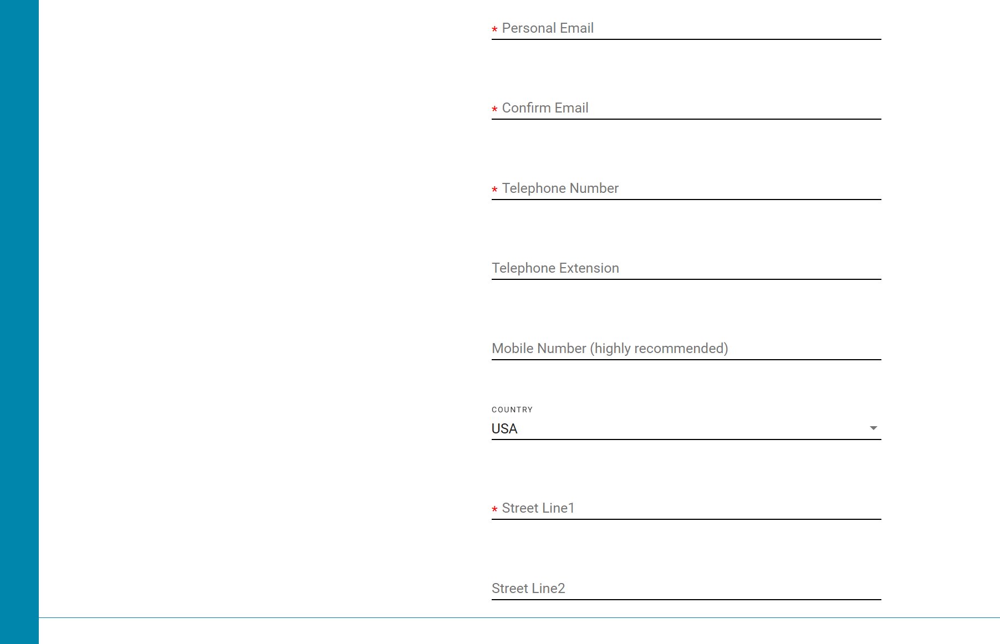 * Personal Email
* Confirm Email
* Telephone Number
Telephone Extension
Mobile Number (highly recommended)
COUNTRY
USA
* Street Line1
Street Line2